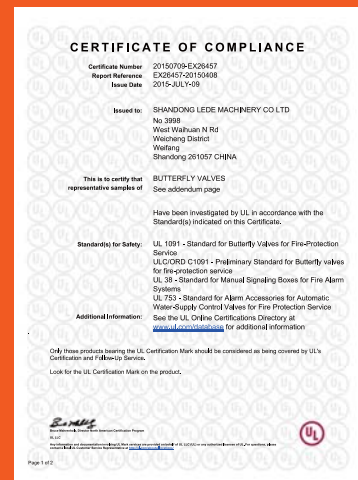 CERTIFICATE OF COMPLIANCE
Certificate Number 20150709-EX26457
Report Reference EX26457-20150408
Issue Date 2015-JULY-09
Issued to: SHANDONG LEDE MACHINERY CO LTD
No 3998
West Waihuan N Rd
Weicheng District
Weifang
Shandong 261057 CHINA
This is to certify that BUTTERFLY VALVES
representative samples of See addendum page
Have been investigated by UL in accordance with the
Standard(s) indicated on this Certificate.
Standard(s) for Safety: UL 1091 - Standard for Butterfly Valves for Fire-Protection
Service
ULC/ORD C1091 - Preliminary Standard for Butterfly valves
for fire-protection service
UL 38 - Standard for Manual Signaling Boxes for Fire Alarm
Systems
UL 753 - Standard for Alarm Accessories for Automatic
Water-Supply Control Valves for Fire Protection Service
Additional Information: See the UL Online Certifications Directory at
www.ul.com/database for additional information
Only those products bearing the UL Certification Mark should be considered as being covered by UL's
Certification and Follow-Up Service.
Look for the UL Certification Mark on the product.
Director North American Certification Program
UL LLC
UL
Page 1 of 2